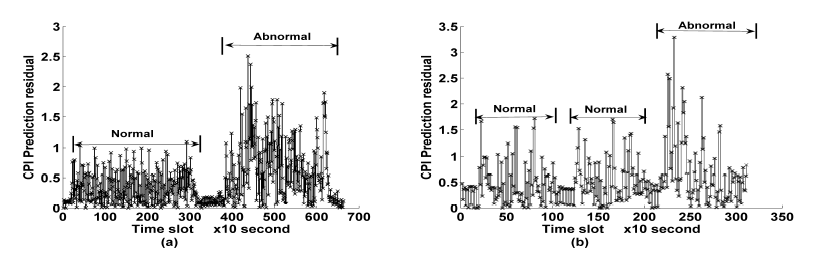 CPI Prediction residual
3
2.5
2
1.5
1
0.5
0
Normal
Abnormal
0 100 200 300 400 500 600 700
Time slot x10 second
(a)
CPI Prediction residual
3.5
3
2.5
2
1.5
1
0.5
0
Normal
Normal
Abnormal
0 50 100 150 200 230 300 350
Time slot x10 second
(b)